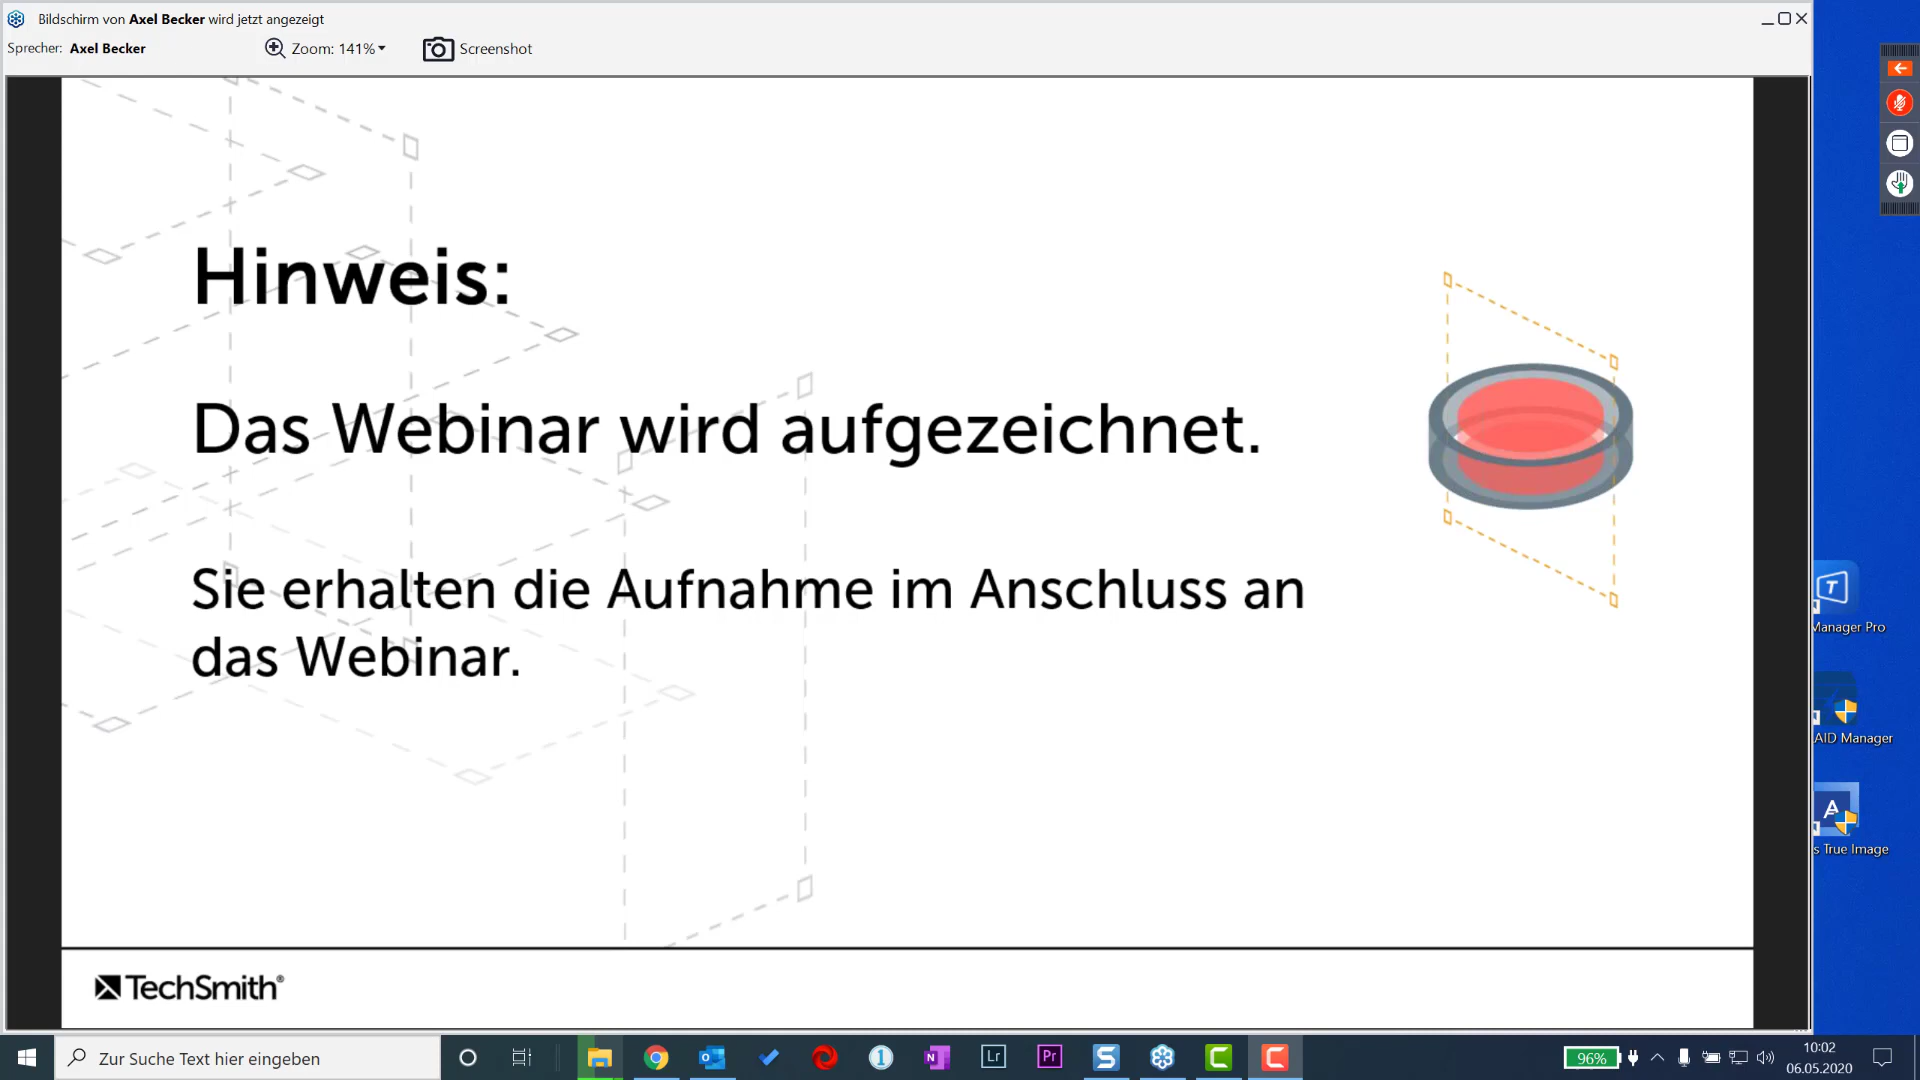 Bildschirm von Axel Becker wird jetzt angezeigt
Sprecher: Axel Becker
Zoom: 141%
Screenshot
Hinweis:
Das Webinar wird aufgezeichnet.
Sie erhalten die Aufnahme im Anschluss an
das Webinar.
TechSmith®
Manager Pro
AID Manager
s True Image
Zur Suche Text hier eingeben
Lr
Pr
96%
10:02
06.05.2020